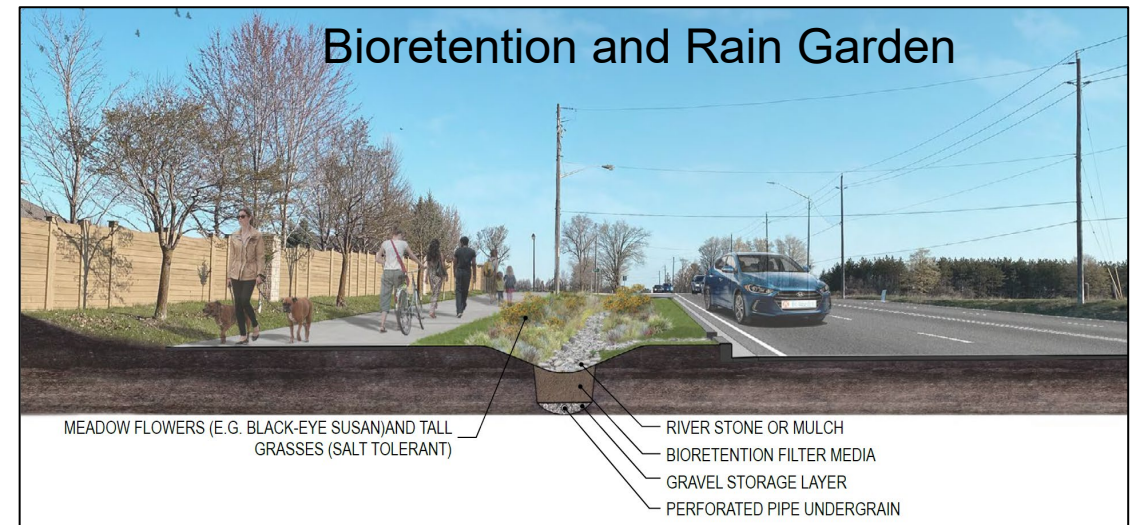 Bioretention and Rain Garden
MEADOW FLOWERS (E.G. BLACK-EYE SUSAN)AND TALL
GRASSES (SALT TOLERANT)
RIVER STONE OR MULCH
BIORETENTION FILTER MEDIA
GRAVEL STORAGE LAYER
PERFORATED PIPE UNDERGRAIN